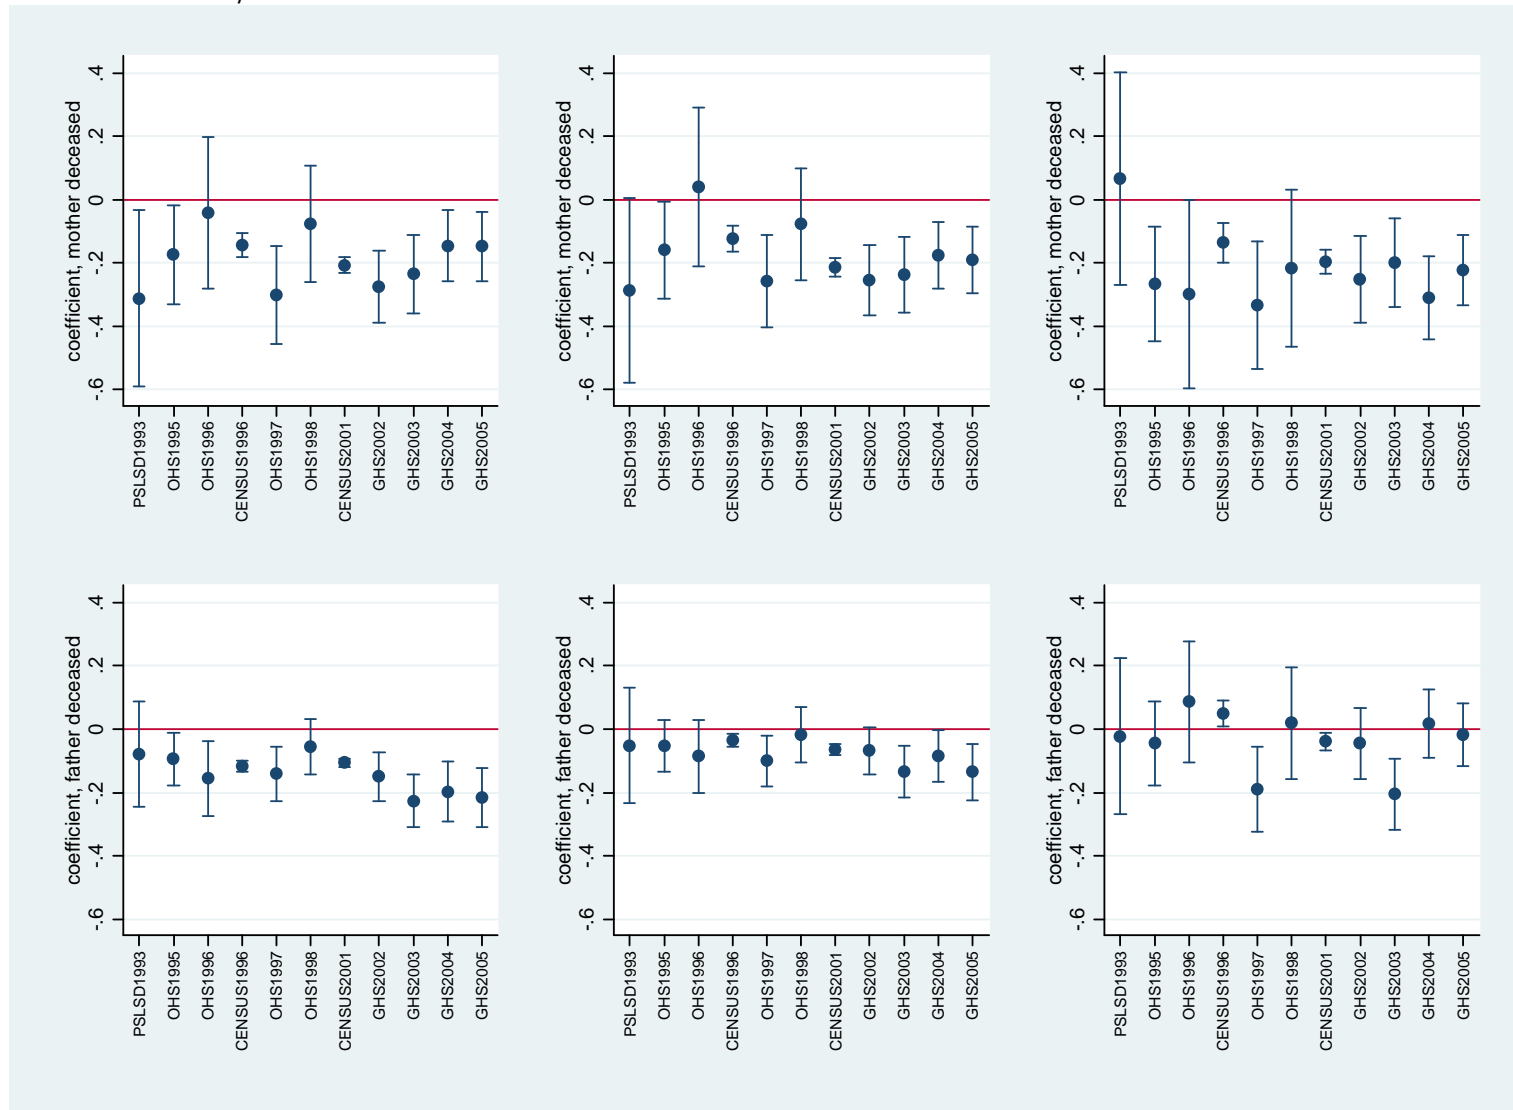 .4
.2
0
-.2
-.4
-.6
coefficient, mother deceased
PSLSD1993
OHS1995
OHS1996
CENSUS1996
OHS1997
OHS1998
CENSUS2001
GHS2002
GHS2003
GHS2004
GHS2005
.4
.2
0
-.2
-.4
-.6
coefficient, mother deceased
PSLSD1993
OHS1995
OHS1996
CENSUS1996
OHS1997
OHS1998
CENSUS2001
GHS2002
GHS2003
GHS2004
GHS2005
.4
.2
0
-.2
-.4
-.6
coefficient, mother deceased
PSLSD1993
OHS1995
OHS1996
CENSUS1996
OHS1997
OHS1998
CENSUS2001
GHS2002
GHS2003
GHS2004
GHS2005
.4
.2
0
-.2
-.4
-.6
coefficient, father deceased
PSLSD1993
OHS1995
OHS1996
CENSUS1996
OHS1997
OHS1998
CENSUS2001
GHS2002
GHS2003
GHS2004
GHS2005
.4
.2
0
-.2
-.4
-.6
coefficient, father deceased
PSLSD1993
OHS1995
OHS1996
CENSUS1996
OHS1997
OHS1998
CENSUS2001
GHS2002
GHS2003
GHS2004
GHS2005
.4
.2
0
-.2
-.4
-.6
coefficient, father deceased
PSLSD1993
OHS1995
OHS1996
CENSUS1996
OHS1997
OHS1998
CENSUS2001
GHS2002
GHS2003
GHS2004
GHS2005